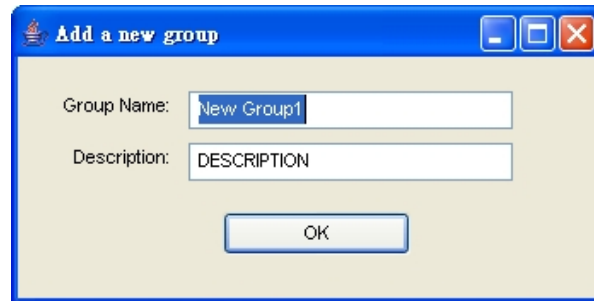 Add a new group
Group Name: New Group1
Description: DESCRIPTION
OK